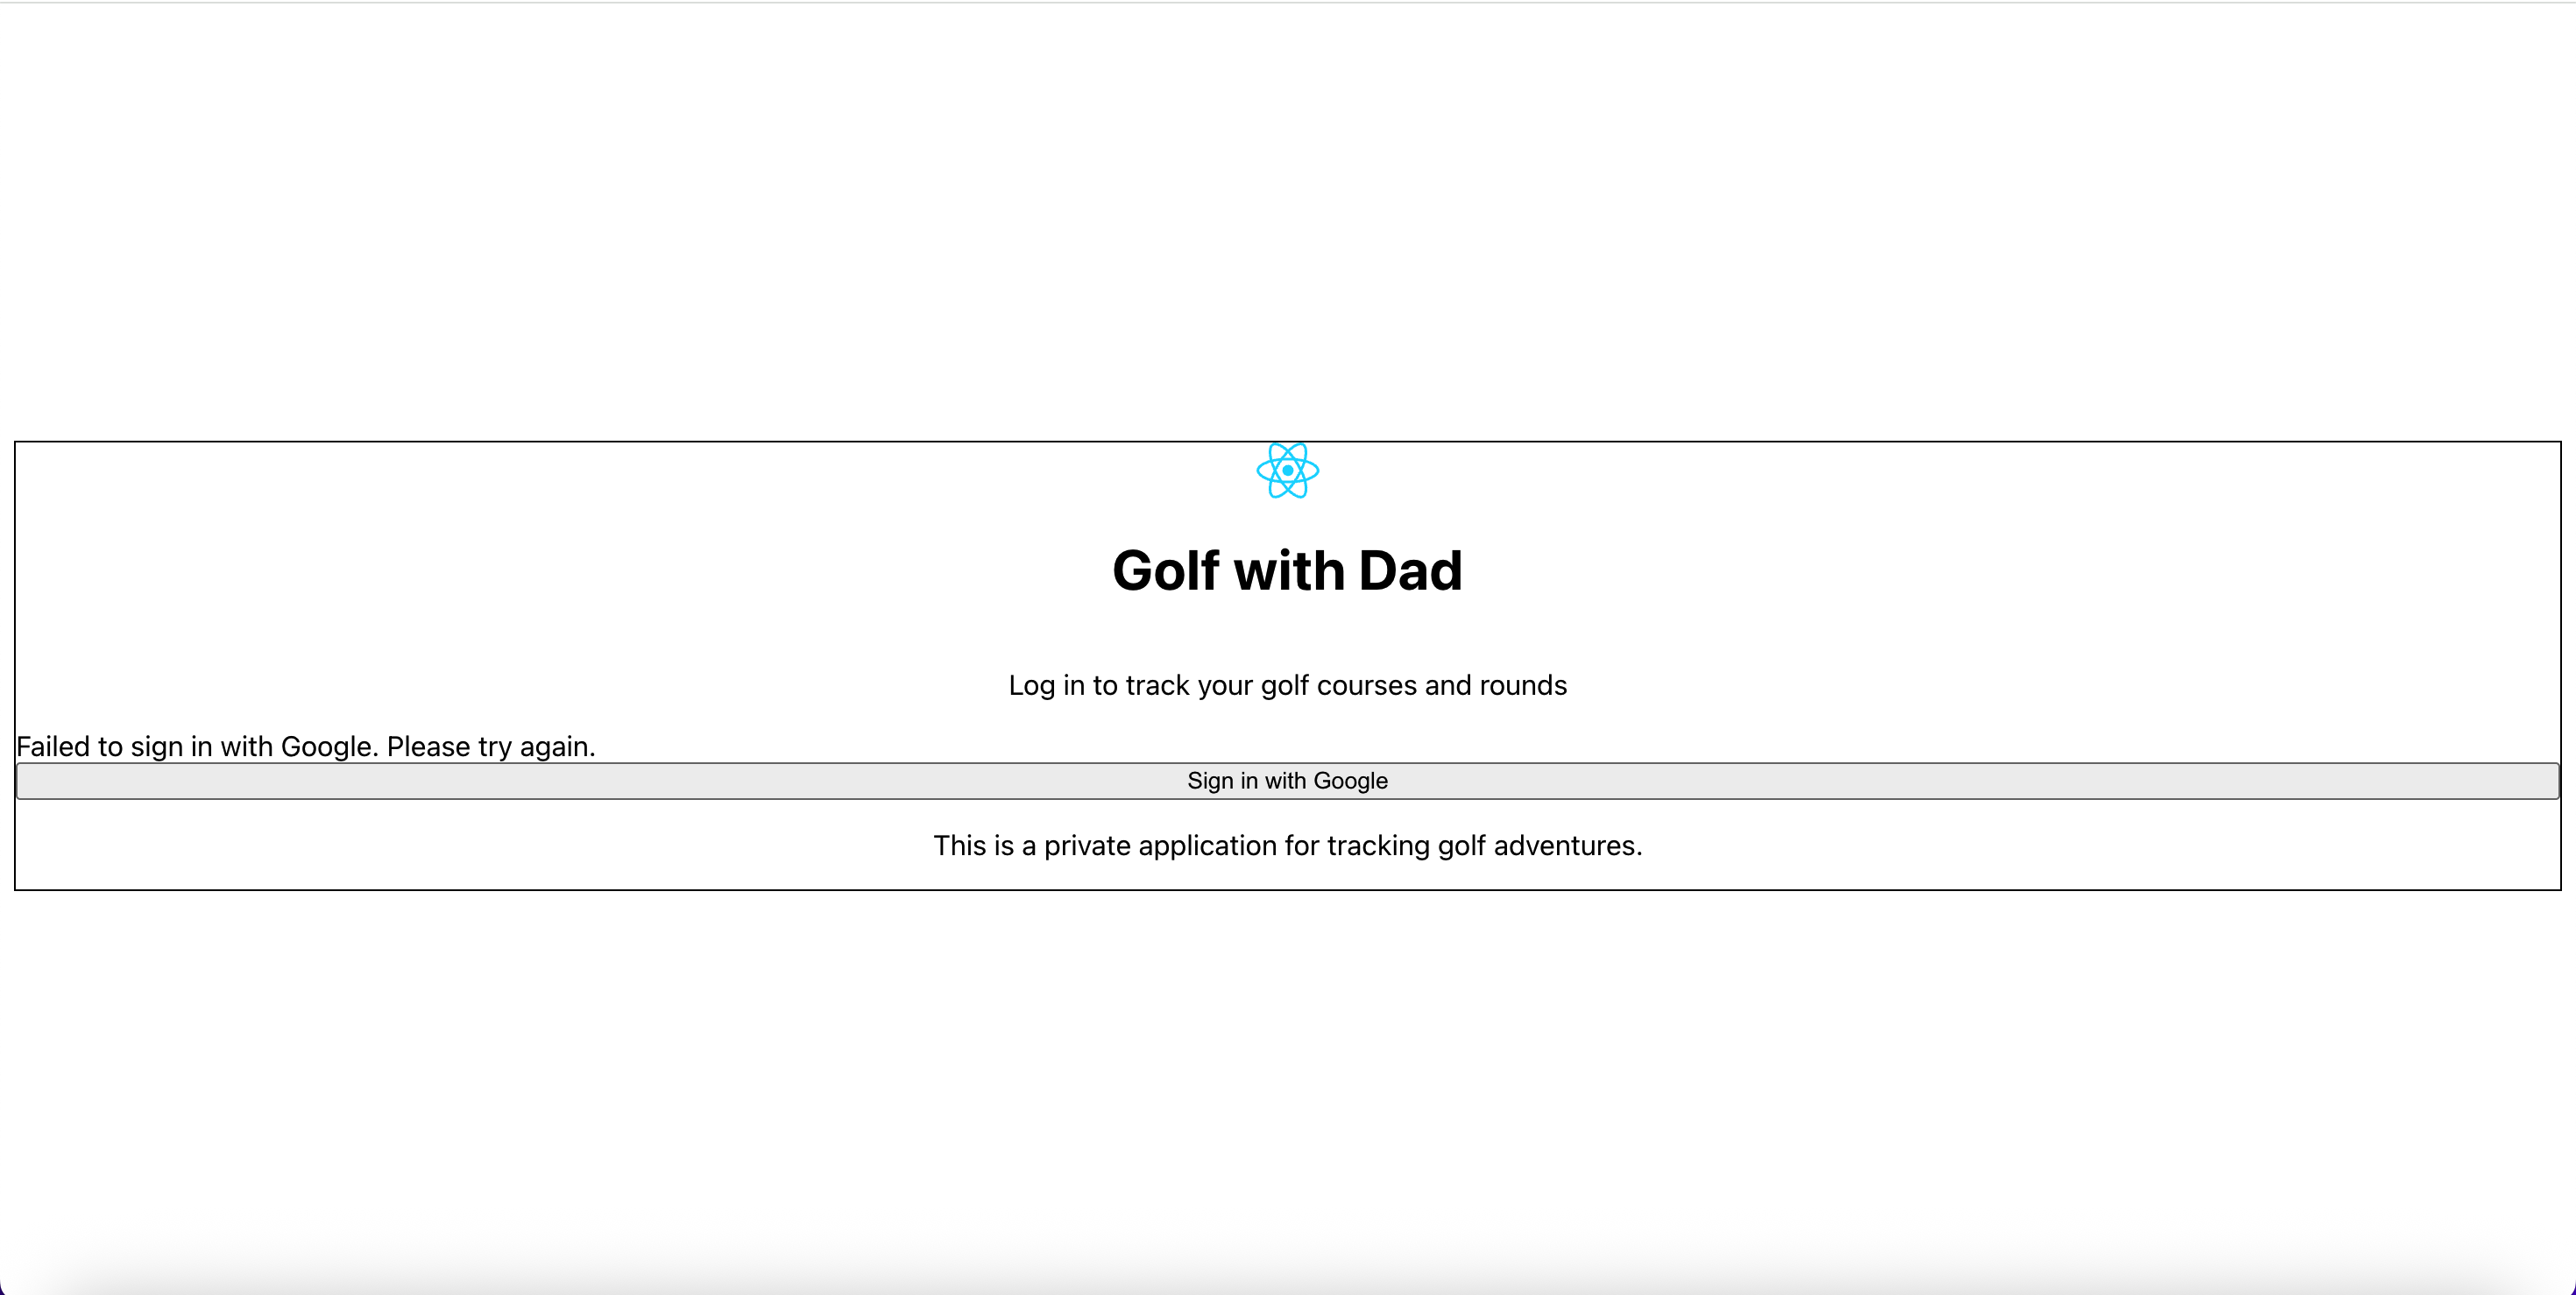 Golf with Dad
Log in to track your golf courses and rounds
Failed to sign in with Google. Please try again.
Sign in with Google
This is a private application for tracking golf adventures.